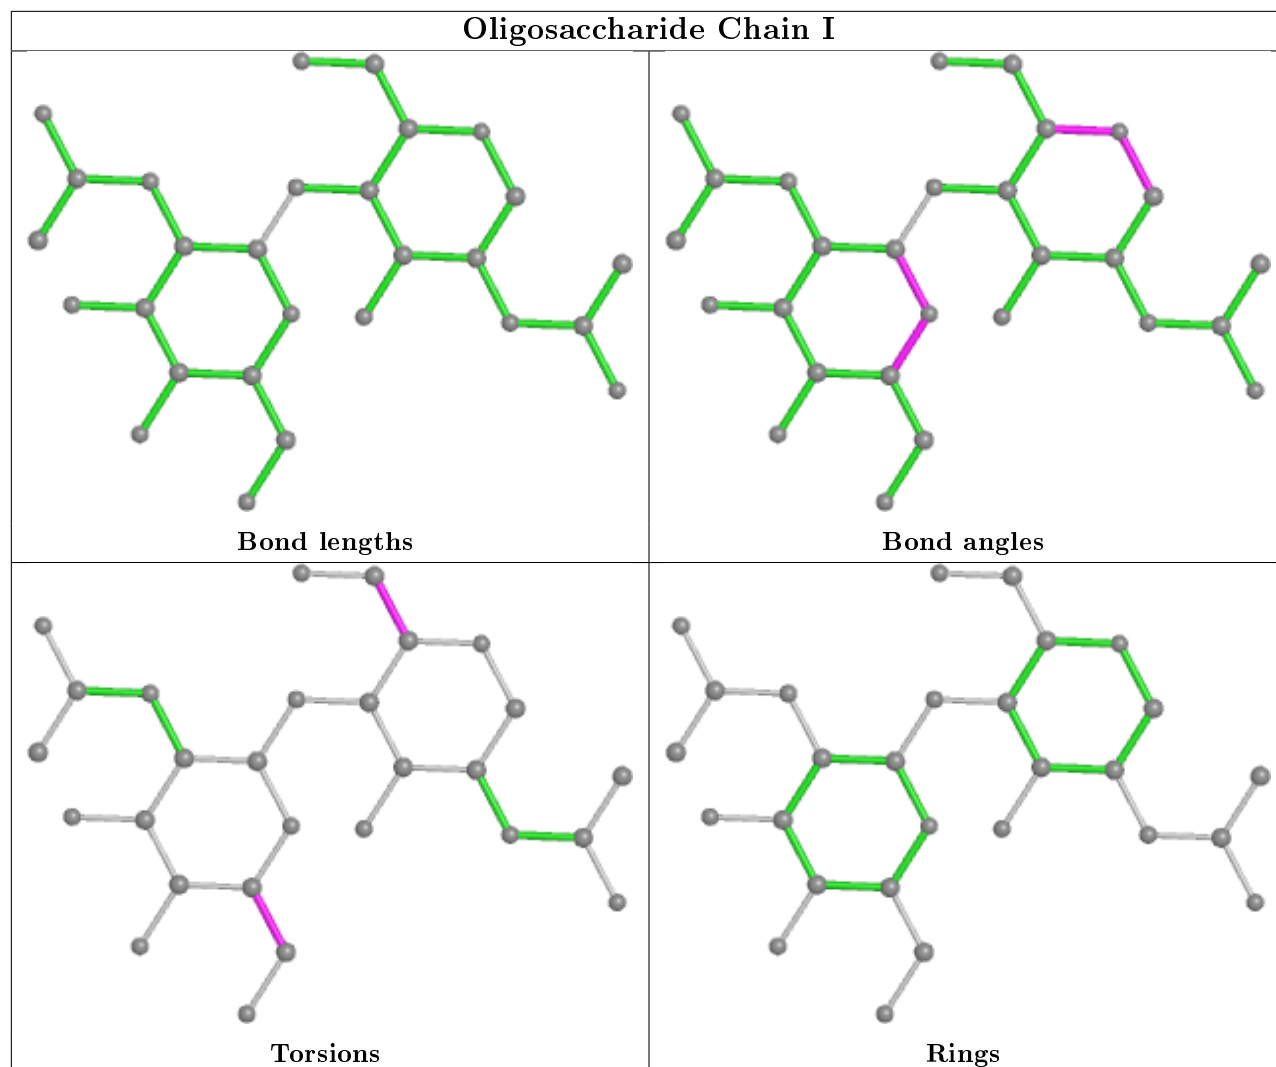 Oligosaccharide Chain I
Bond lengths
Bond angles
Torsions
Rings